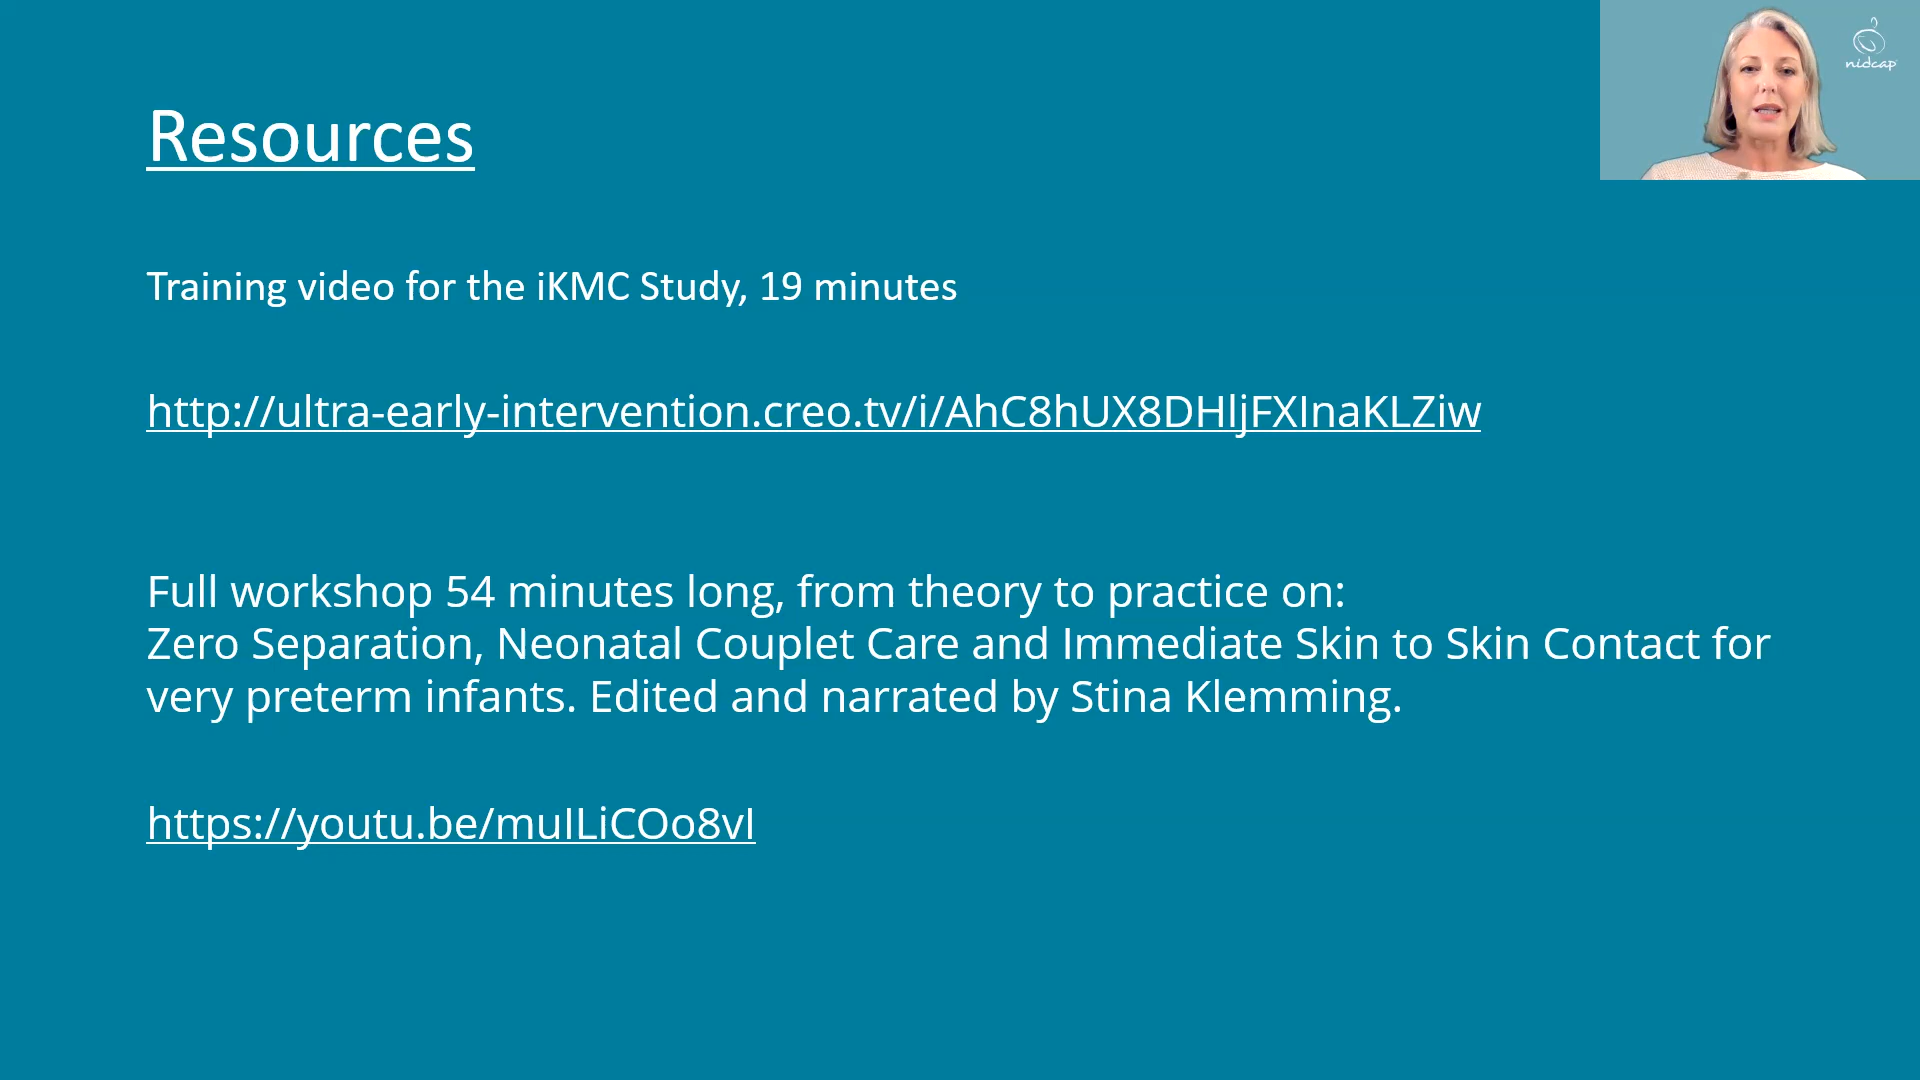 nidcap
Resources
Training video for the iKMC Study, 19 minutes
http://ultra-early-intervention.creo.tv/i/AhC8hUX8DHljFXInaKLZiw
Full workshop 54 minutes long, from theory to practice on:
Zero Separation, Neonatal Couplet Care and Immediate Skin to Skin Contact for
very preterm infants. Edited and narrated by Stina Klemming.
https://youtu.be/muILiCOo8vI